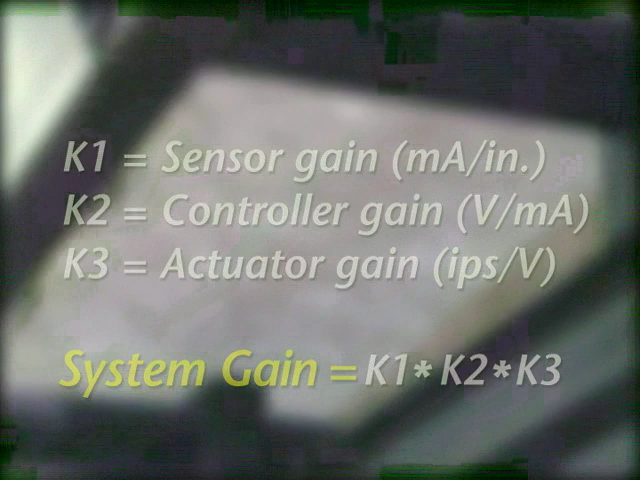 K1 = Sensor gain (mA/in.)
K2 = Controller gain (V/mA)
K3 = Actuator gain (ips/V)
System Gain = K1* K2*K3